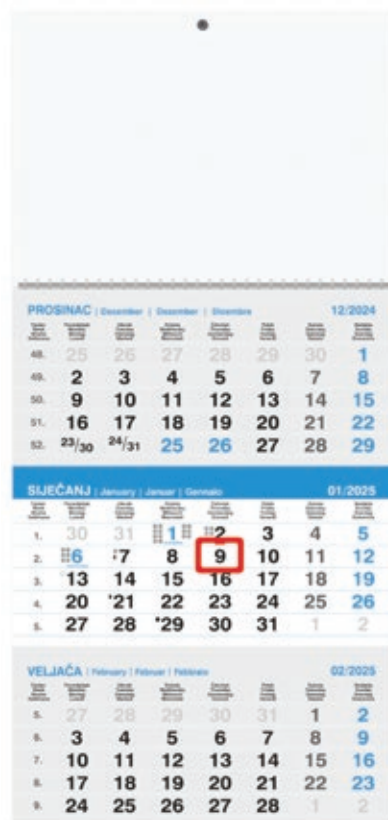 PROSINAC | December | Dezember | Dicembre 12/2024
48. 25 26 27 28 29 30 1
49. 2 3 4 5 6 7 8
50. 9 10 11 12 13 14 15
51. 16 17 18 19 20 21 22
52. 23/30 24/31 25 26 27 28 29
SIJEČANJ | January | Januar | Gennaio 01/2025
1. 30 31 1 2 3 4 5
2. 6 7 8 9 10 11 12
3. 13 14 15 16 17 18 19
4. 20 21 22 23 24 25 26
5. 27 28 29 30 31 1 2
VELJAČA | February | Februar | Febbraio 02/2025
5. 27 28 29 30 31 1 2
6. 3 4 5 6 7 8 9
7. 10 11 12 13 14 15 16
8. 17 18 19 20 21 22 23
9. 24 25 26 27 28 1 2